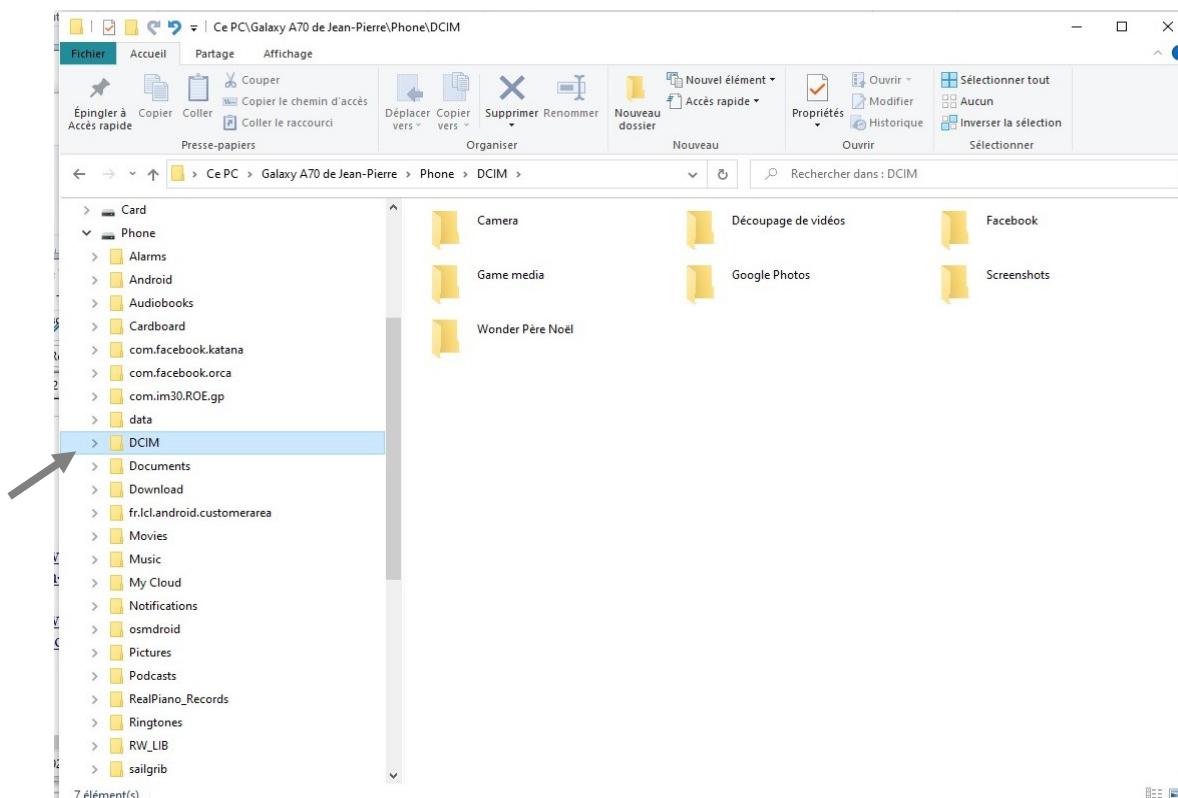 Ce PC\Galaxy A70 de Jean-Pierre\Phone\DCIM
Fichier Accueil Partage Affichage
Épingler à Accès rapide
Copier
Coller
Couper
Copier le chemin d'accès
Coller le raccourci
Presse-papiers
Déplacer vers
Copier vers
Supprimer
Renommer
Organiser
Nouveau dossier
Nouvel élément
Accès rapide
Nouveau
Propriétés
Ouvrir
Modifier
Historique
Ouvrir
Sélectionner tout
Aucun
Inverser la sélection
Sélectionner
Ce PC > Galaxy A70 de Jean-Pierre > Phone > DCIM >
Rechercher dans : DCIM
Card
Phone
Alarms
Android
Audiobooks
Cardboard
com.facebook.katana
com.facebook.orca
com.im30.ROE.gp
data
DCIM
Documents
Download
fr.lcl.android.customerarea
Movies
Music
My Cloud
Notifications
osmdroid
Pictures
Podcasts
RealPiano_Records
Ringtones
RW_LIB
sailgrib
Camera
Découpage de vidéos
Facebook
Game media
Google Photos
Screenshots
Wonder Père Noël
7 élément(s)